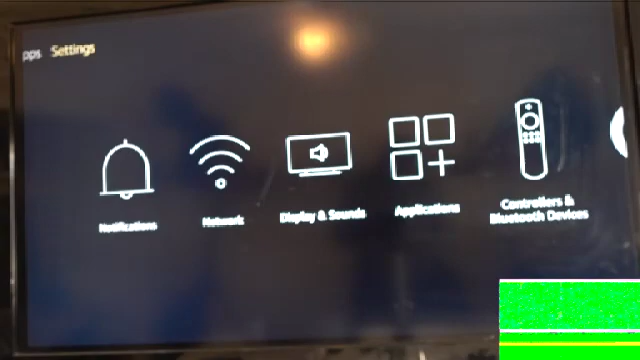 pps Settings
Notifications
Network
Display & Sounds
Applications
Controllers &
Bluetooth Devices